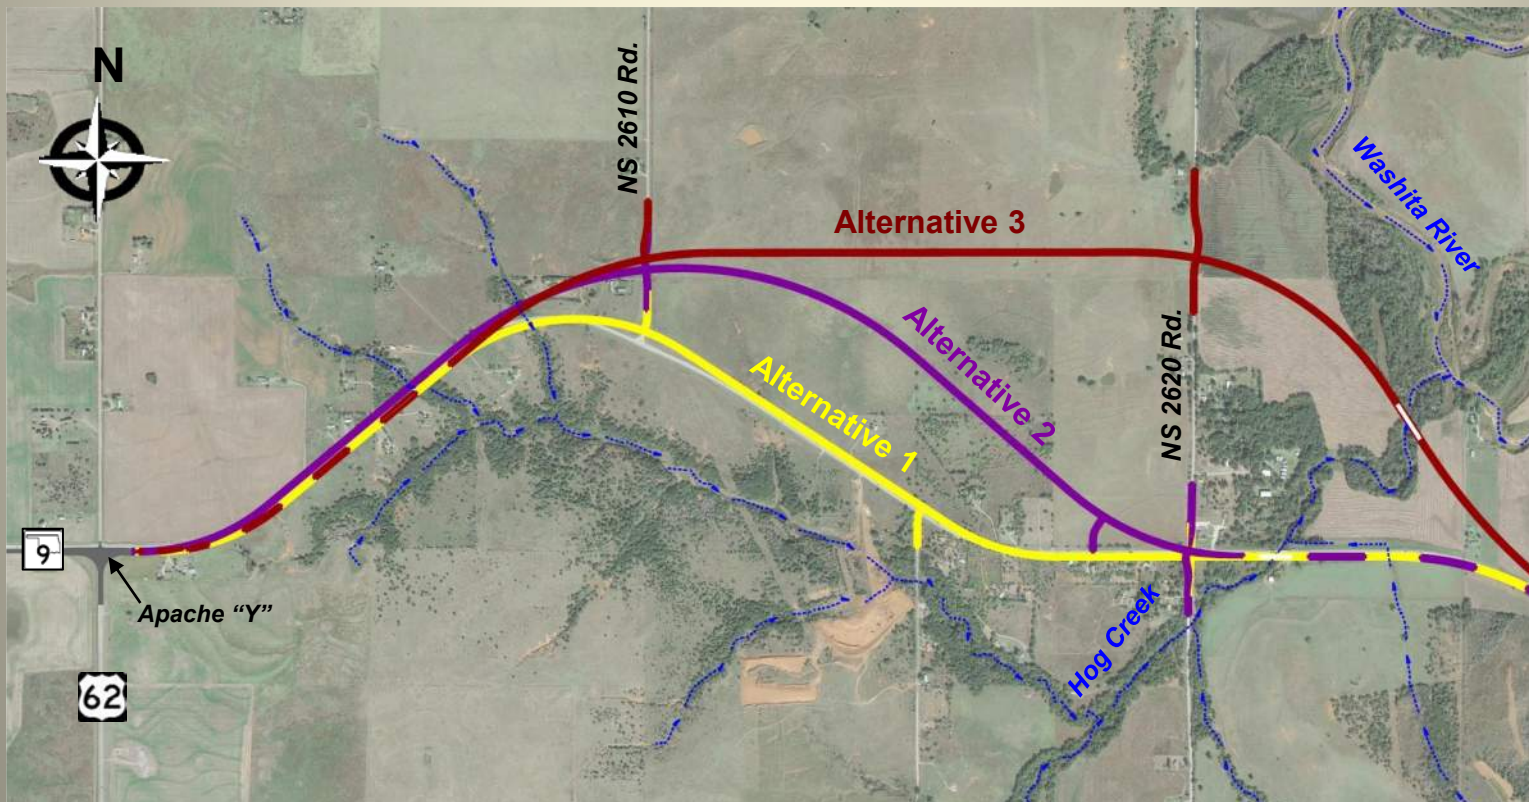 N
NS 2610 Rd.
Washita River
Alternative 3
Alternative 2
NS 2620 Rd.
Alternative 1
9
Apache “Y”
Hog Creek
62